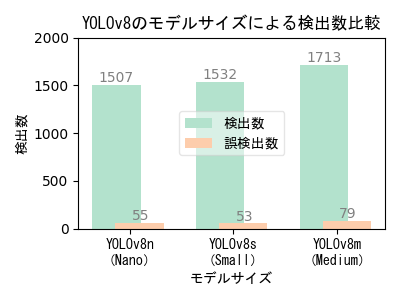 YOLOv8のモデルサイズによる検出数比較
検出数
2000
1500
1000
500
0
1507
1532
1713
55
53
79
検出数
誤検出数
YOLOv8n
(Nano)
YOLOv8s
(Small)
YOLOv8m
(Medium)
モデルサイズ